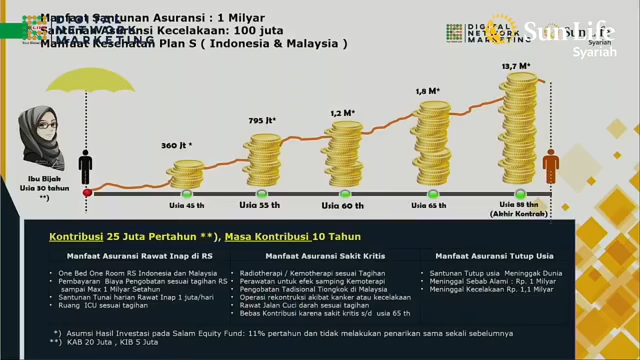 Manfaat Santunan Asuransi : 1 Milyar
Santunan Asuransi Kecelakaan: 100 juta
Manfaat Kesehatan Plan S ( Indonesia & Malaysia )
DIGITAL
NETWORK
MARKETING
DIGITAL
NETWORK
MARKETING
Sun Life
Syariah
Syariah
13,7 M*
1,8 M*
1,2 M*
795 Jt*
360 Jt *
Ibu Bijak
Usia 30 tahun
**)
Usia 45 th
Usia 55 th
Usia 60 th
Usia 65 th
Usia 88 th
(Akhir Kontrak)
Kontribusi 25 Juta Pertahun **), Masa Kontribusi 10 Tahun
Manfaat Asuransi Rawat Inap di RS
One Bed One Room RS Indonesia dan Malaysia
Pembayaran Biaya Pengobatan sesuai tagihan RS
sampai Max 1 Milyar Setahun
Santunan Tunai harian Rawat Inap 1 juta/hari
Ruang ICU sesuai tagihan
Manfaat Asuransi Sakit Kritis
Radiotherapi / Kemoterapi sesuai Tagihan
Perawatan untuk efek samping Kemoterapi
Pengobatan Tadisional Tiongkok di Malaysia
Operasi rekontruksi akibat kanker atau kecelakaan
Rawat Jalan Cuci darah sesuai tagihan
Bebas Kontribusi karena sakit kritis s/d usia 65 th
Manfaat Asuransi Tutup Usia
Santunan Tutup usia Meninggak Dunia
Meninggal Sebab Alami : Rp. 1 Milyar
Meninggal Kecelakaan Rp. 1,1 Milyar
*) Asumsi Hasil Investasi pada Salam Equity Fund: 11% pertahun dan tidak melakukan penarikan sama sekali sebelumnya
**) KAB 20 Juta , KIB 5 Juta